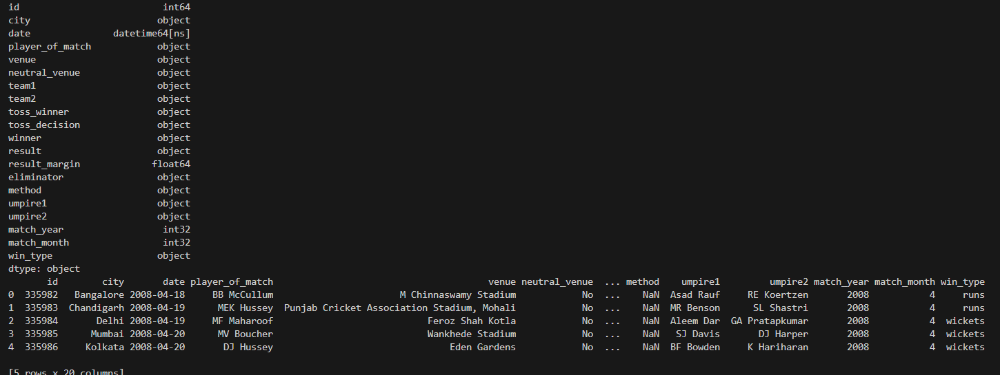 id int64
city object
date datetime64[ns]
player_of_match object
venue object
neutral_venue object
team1 object
team2 object
toss_winner object
toss_decision object
winner object
result object
result_margin float64
eliminator object
method object
umpire1 object
umpire2 object
match_year int32
match_month int32
win_type object
dtype: object
id city date player_of_match venue neutral_venue ... method umpire1 umpire2 match_year match_month win_type
0 335982 Bangalore 2008-04-18 BB McCullum M Chinnaswamy Stadium No ... NaN Asad Rauf RE Koertzen 2008 4 runs
1 335983 Chandigarh 2008-04-19 MEK Hussey Punjab Cricket Association Stadium, Mohali No ... NaN MR Benson SL Shastri 2008 4 runs
2 335984 Delhi 2008-04-19 MF Maharoof Feroz Shah Kotla No ... NaN Aleem Dar GA Pratapkumar 2008 4 wickets
3 335985 Mumbai 2008-04-20 MV Boucher Wankhede Stadium No ... NaN SJ Davis DJ Harper 2008 4 wickets
4 335986 Kolkata 2008-04-20 DJ Hussey Eden Gardens No ... NaN BF Bowden K Hariharan 2008 4 wickets
[5 rows x 20 columns]